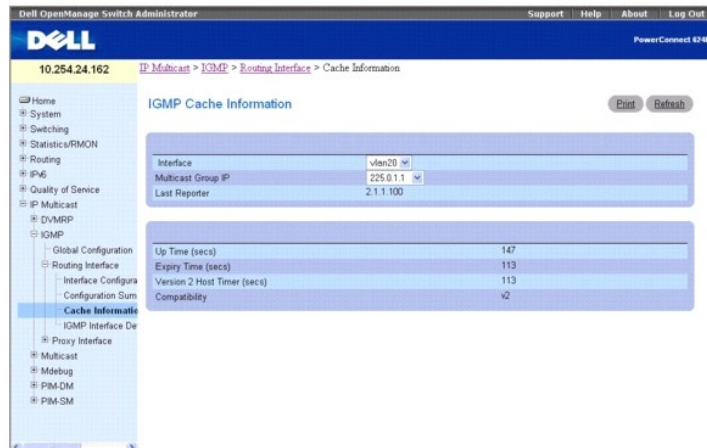 Dell OpenManage Switch Administrator
Support Help About Log Out
DELL
PowerConnect 624
10.254.24.162
IP Multicast > IGMP > Routing Interface > Cache Information
Home
System
Switching
Statistics/RMON
Routing
IPv6
Quality of Service
IP Multicast
DVMRP
IGMP
Global Configuration
Routing Interface
Interface Configura
Configuration Sum
Cache Informatio
IGMP Interface De
Proxy Interface
Multicast
Mdebug
PIM-DM
PIM-SM
IGMP Cache Information
Print Refresh
Interface vlan20
Multicast Group IP 225.0.1.1
Last Reporter 2.1.1.100
Up Time (secs) 147
Expiry Time (secs) 113
Version 2 Host Timer (secs) 113
Compatibility v2